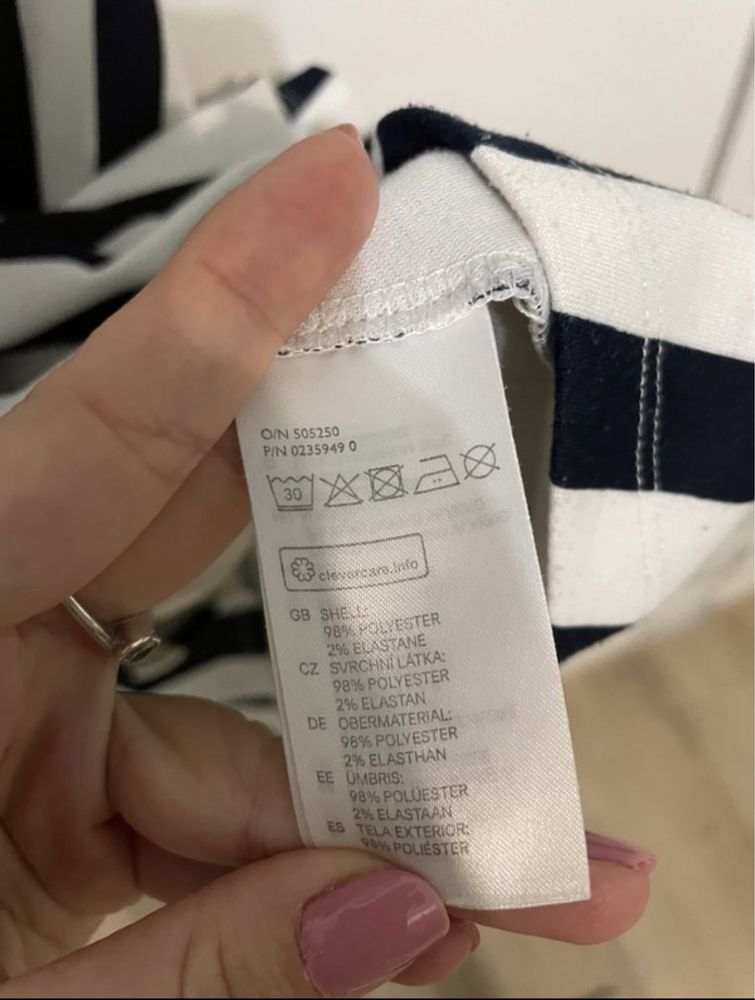 O/N 505250
P/N 0235949 0
30
clevercare.info
GB SHELL:
98% POLYESTER
2% ELASTANE
CZ SVRCHNÍ LÁTKA:
98% POLYESTER
2% ELASTAN
DE OBERMATERIAL:
98% POLYESTER
2% ELASTHAN
EE ÜMBRIS:
98% POLÜESTER
2% ELASTAAN
ES TELA EXTERIOR:
98% POLIÉSTER